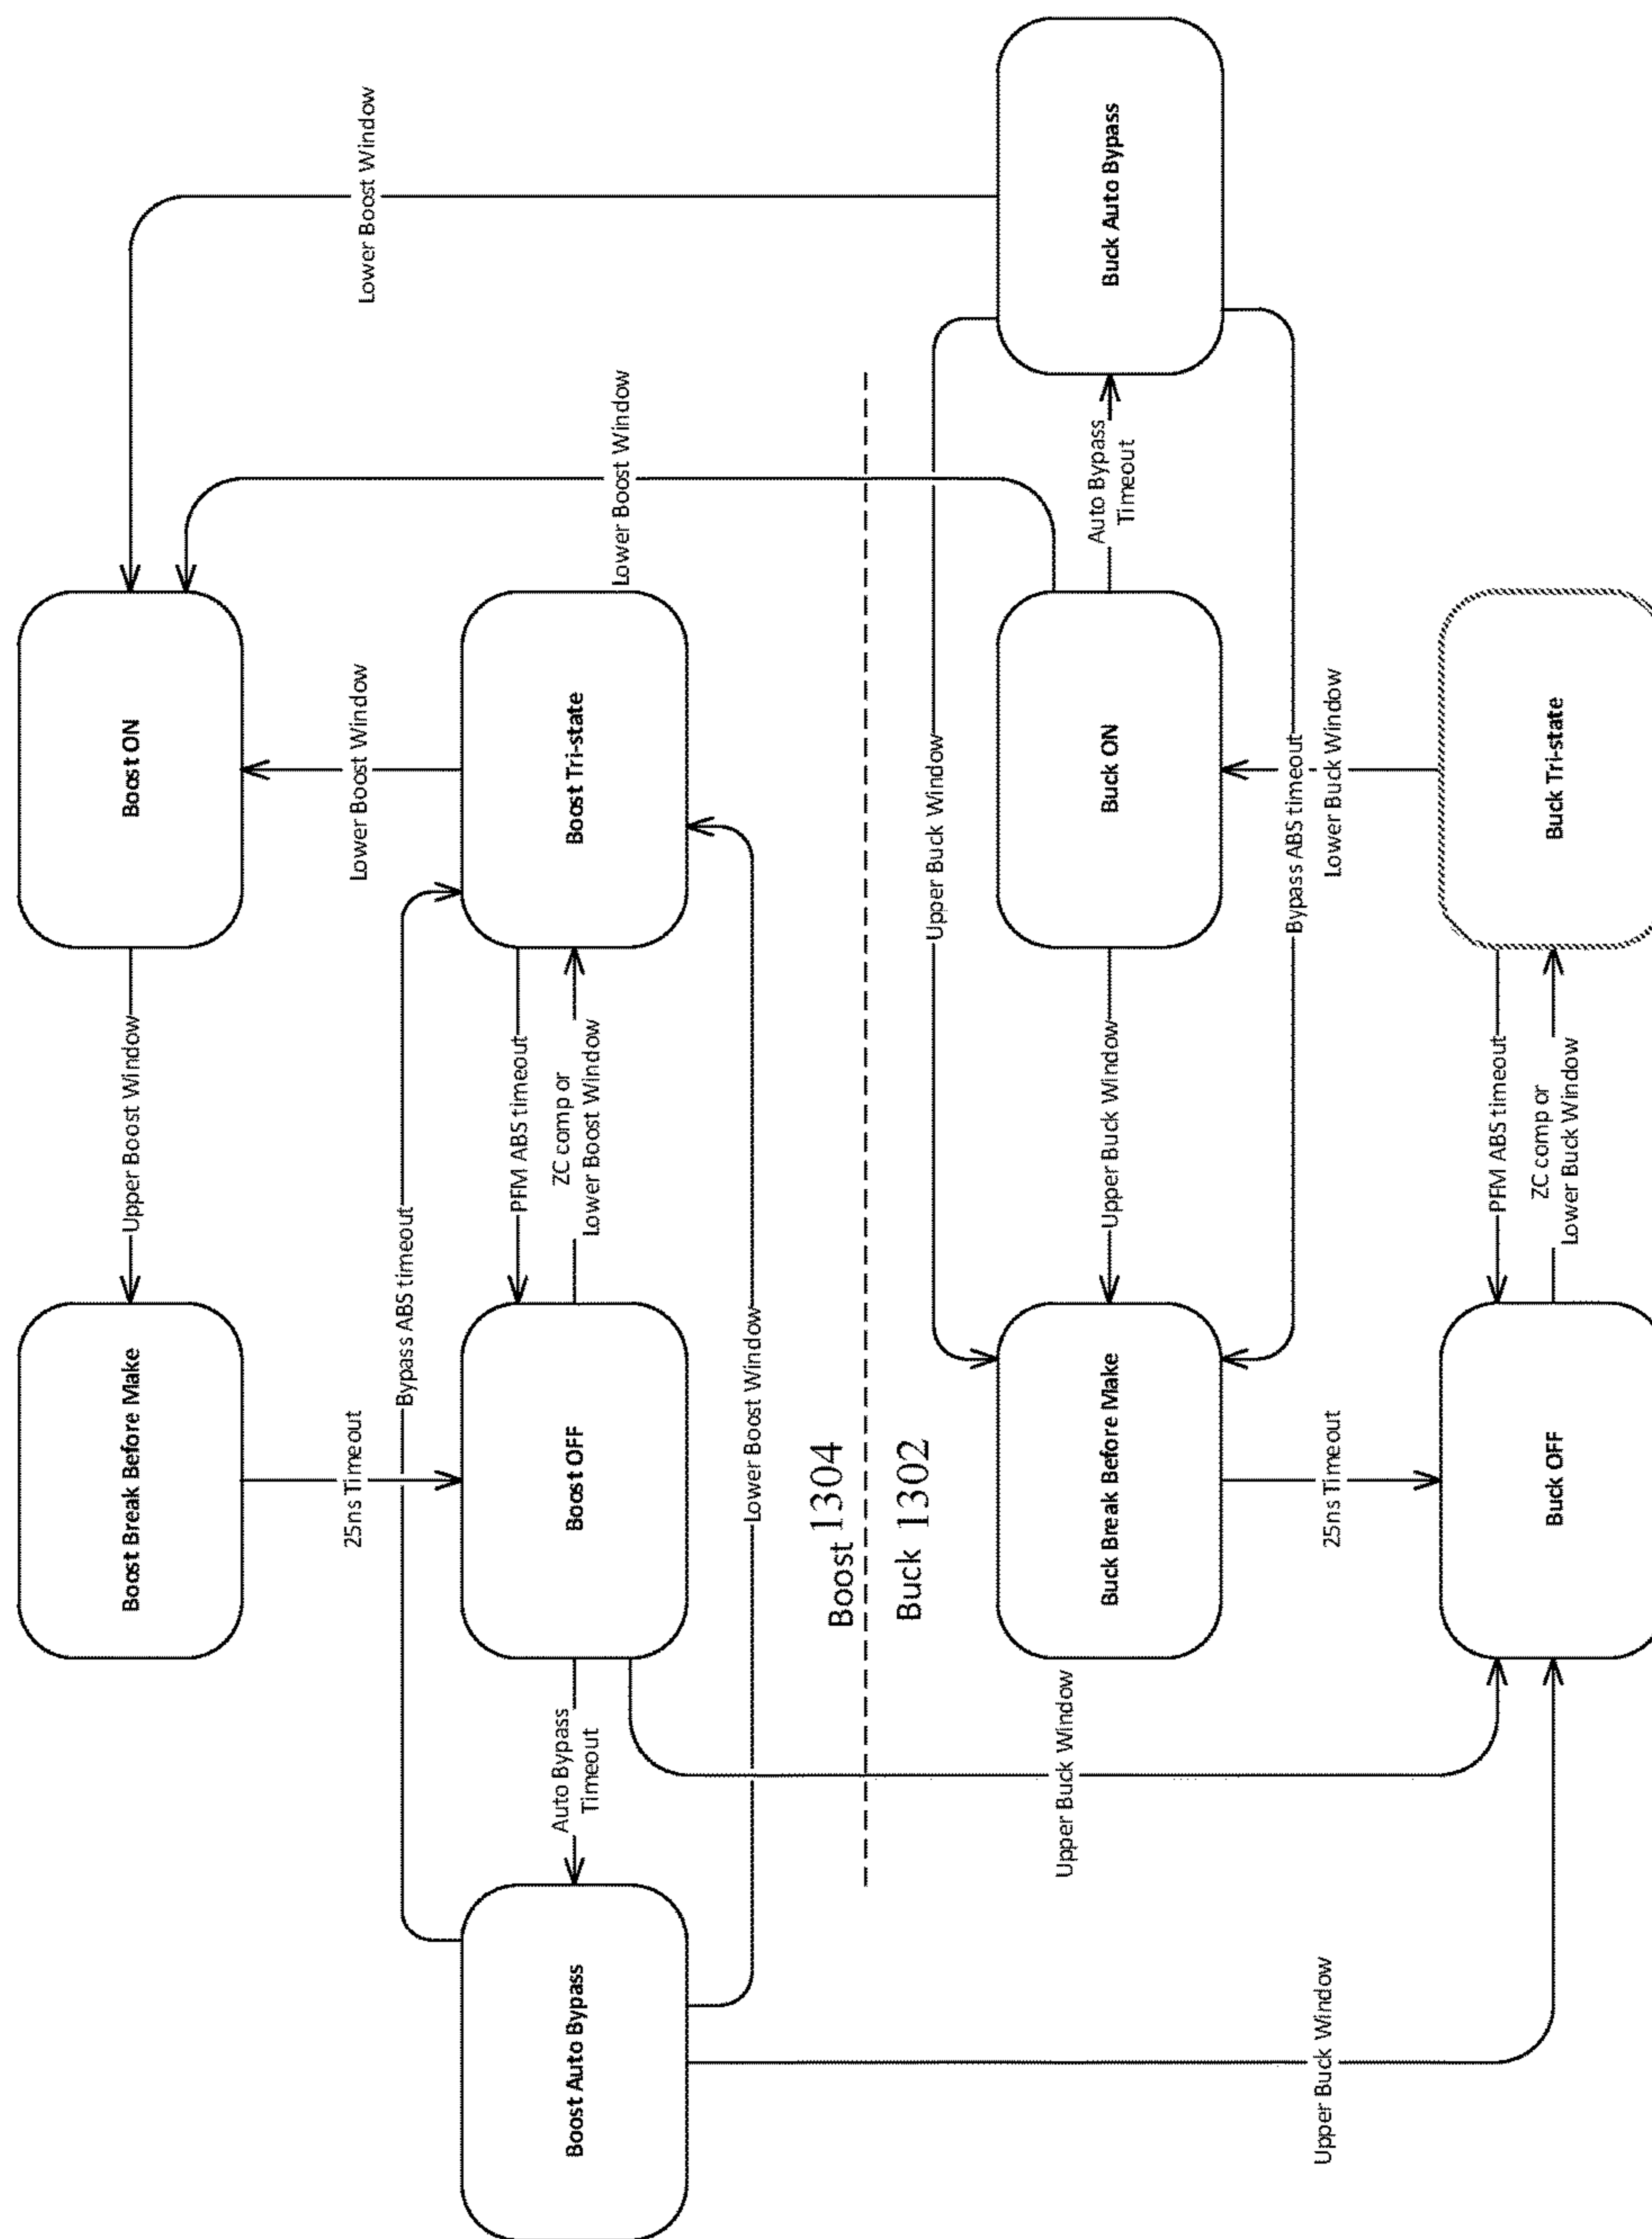 Boost Break Before Make
Upper Boost Window
Boost ON
25ns Timeout
Lower Boost Window
Lower Boost Window
Bypass ABS timeout
PFM ABS timeout
Boost Auto Bypass
Auto Bypass
Timeout
Boost OFF
ZC comp or
Lower Boost Window
Boost Tri-state
Lower Boost Window
Lower Boost Window
Boost 1304
Buck 1302
Upper Buck Window
Upper Buck Window
Buck Break Before Make
Upper Buck Window
Buck ON
Auto Bypass
Timeout
Buck Auto Bypass
Bypass ABS timeout
Upper Buck Window
25ns Timeout
Lower Buck Window
PFM ABS timeout
Buck OFF
ZC comp or
Lower Buck Window
Buck Tri-state